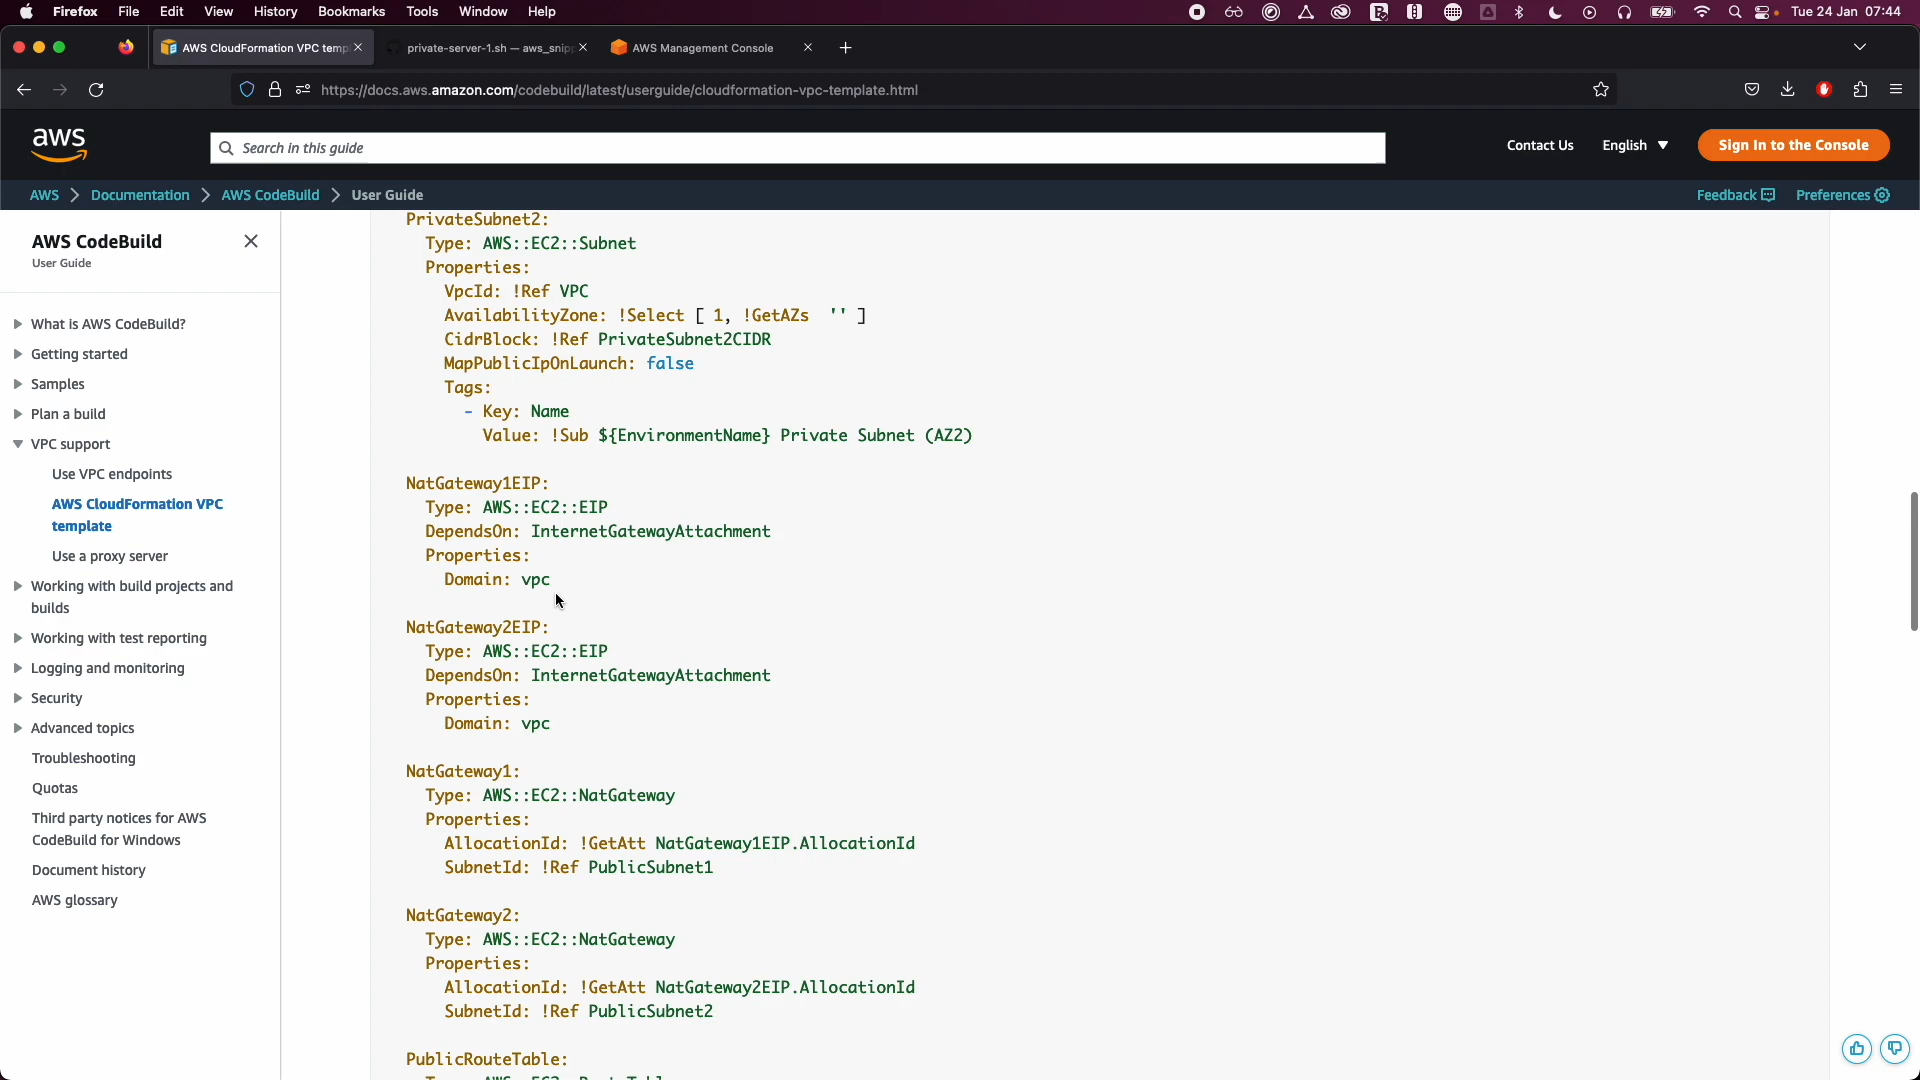 Firefox File Edit View History Bookmarks Tools Window Help Tue 24 Jan 07:44
AWS CloudFormation VPC temp private-server-1.sh — aws_snip AWS Management Console
https://docs.aws.amazon.com/codebuild/latest/userguide/cloudformation-vpc-template.html
aws Search in this guide Contact Us English Sign In to the Console
AWS Documentation AWS CodeBuild User Guide Feedback Preferences
AWS CodeBuild
User Guide
What is AWS CodeBuild?
Getting started
Samples
Plan a build
VPC support
Use VPC endpoints
AWS CloudFormation VPC
template
Use a proxy server
Working with build projects and
builds
Working with test reporting
Logging and monitoring
Security
Advanced topics
Troubleshooting
Quotas
Third party notices for AWS
CodeBuild for Windows
Document history
AWS glossary
PrivateSubnet2:
Type: AWS::EC2::Subnet
Properties:
VpcId: !Ref VPC
AvailabilityZone: !Select [ 1, !GetAZs  '' ]
CidrBlock: !Ref PrivateSubnet2CIDR
MapPublicIpOnLaunch: false
Tags:
- Key: Name
Value: !Sub ${EnvironmentName} Private Subnet (AZ2)
NatGateway1EIP:
Type: AWS::EC2::EIP
DependsOn: InternetGatewayAttachment
Properties:
Domain: vpc
NatGateway2EIP:
Type: AWS::EC2::EIP
DependsOn: InternetGatewayAttachment
Properties:
Domain: vpc
NatGateway1:
Type: AWS::EC2::NatGateway
Properties:
AllocationId: !GetAtt NatGateway1EIP.AllocationId
SubnetId: !Ref PublicSubnet1
NatGateway2:
Type: AWS::EC2::NatGateway
Properties:
AllocationId: !GetAtt NatGateway2EIP.AllocationId
SubnetId: !Ref PublicSubnet2
PublicRouteTable: